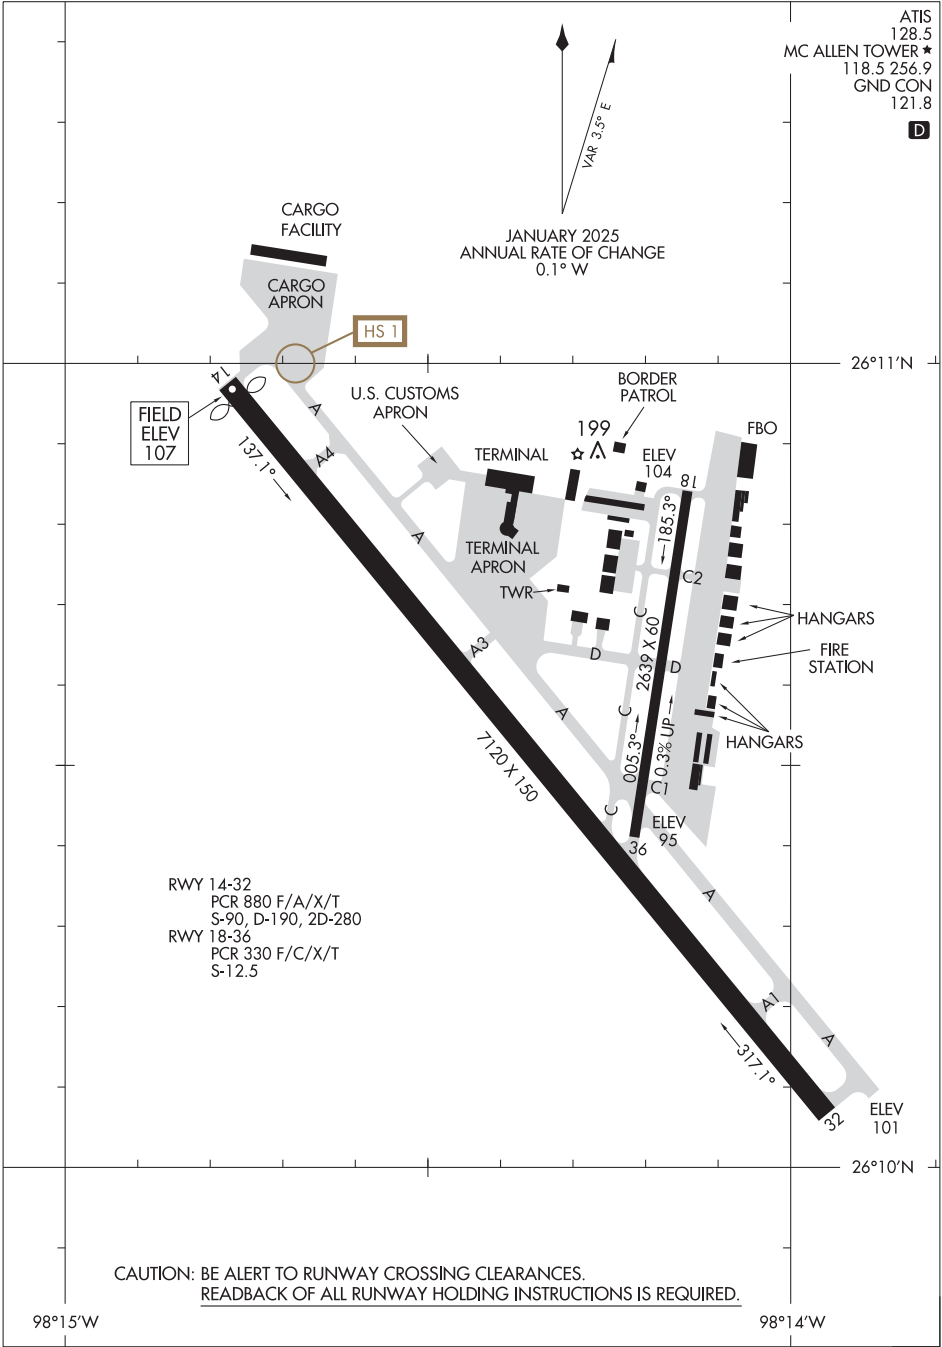 ATIS
128.5
MC ALLEN TOWER ★
118.5 256.9
GND CON
121.8
D
VAR 3.5° E
JANUARY 2025
ANNUAL RATE OF CHANGE
0.1° W
CARGO
FACILITY
CARGO
APRON
HS 1
26°11'N
14
FIELD
ELEV
107
137.1°
A
A4
U.S. CUSTOMS
APRON
BORDER
PATROL
199
TERMINAL
ELEV
104
FBO
18
185.3°
A
TERMINAL
APRON
TWR
C2
C
HANGARS
2639 X 60
A3
D
D
FIRE
STATION
A
C
005.3°
0.3% UP
HANGARS
7120 X 150
C1
C
ELEV
95
36
RWY 14-32
PCR 880 F/A/X/T
S-90, D-190, 2D-280
RWY 18-36
PCR 330 F/C/X/T
S-12.5
A
A1
A
317.1°
32
ELEV
101
26°10'N
CAUTION: BE ALERT TO RUNWAY CROSSING CLEARANCES.
READBACK OF ALL RUNWAY HOLDING INSTRUCTIONS IS REQUIRED.
98°15'W
98°14'W